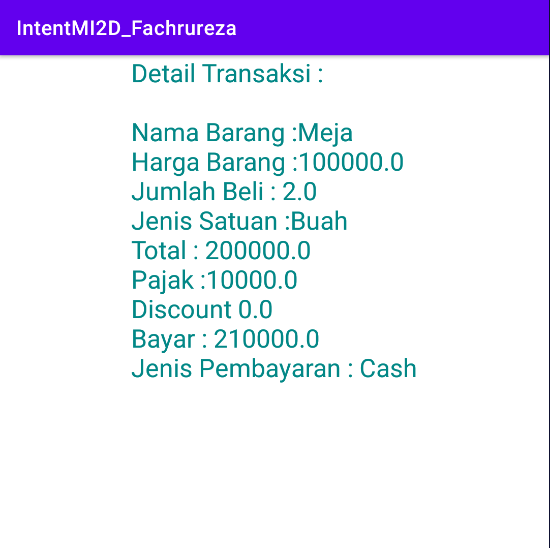 IntentMI2D_Fachrureza
Detail Transaksi :
Nama Barang :Meja
Harga Barang :100000.0
Jumlah Beli : 2.0
Jenis Satuan :Buah
Total : 200000.0
Pajak :10000.0
Discount 0.0
Bayar : 210000.0
Jenis Pembayaran : Cash